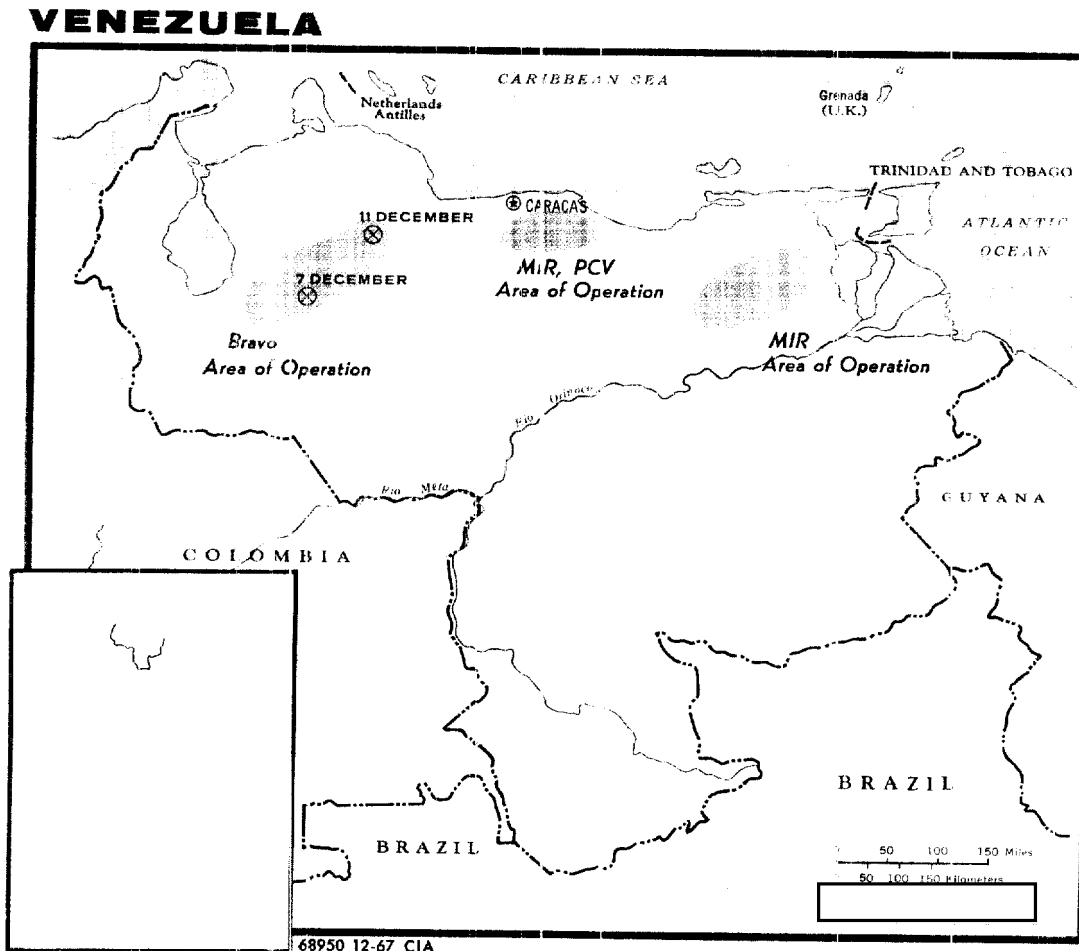 VENEZUELA
CARIBBEAN SEA
Netherlands
Antilles
Grenada
(U.K.)
TRINIDAD AND TOBAGO
CARACAS
11 DECEMBER
ATLANTIC
OCEAN
7 DECEMBER
MIR, PCV
Area of Operation
Bravo
Area of Operation
MIR
Area of Operation
Rio Orinoco
Rio Meta
GUYANA
COLOMBIA
BRAZIL
BRAZIL
50 100 150 Miles
50 100 150 Kilometers
68950 12-67 CIA